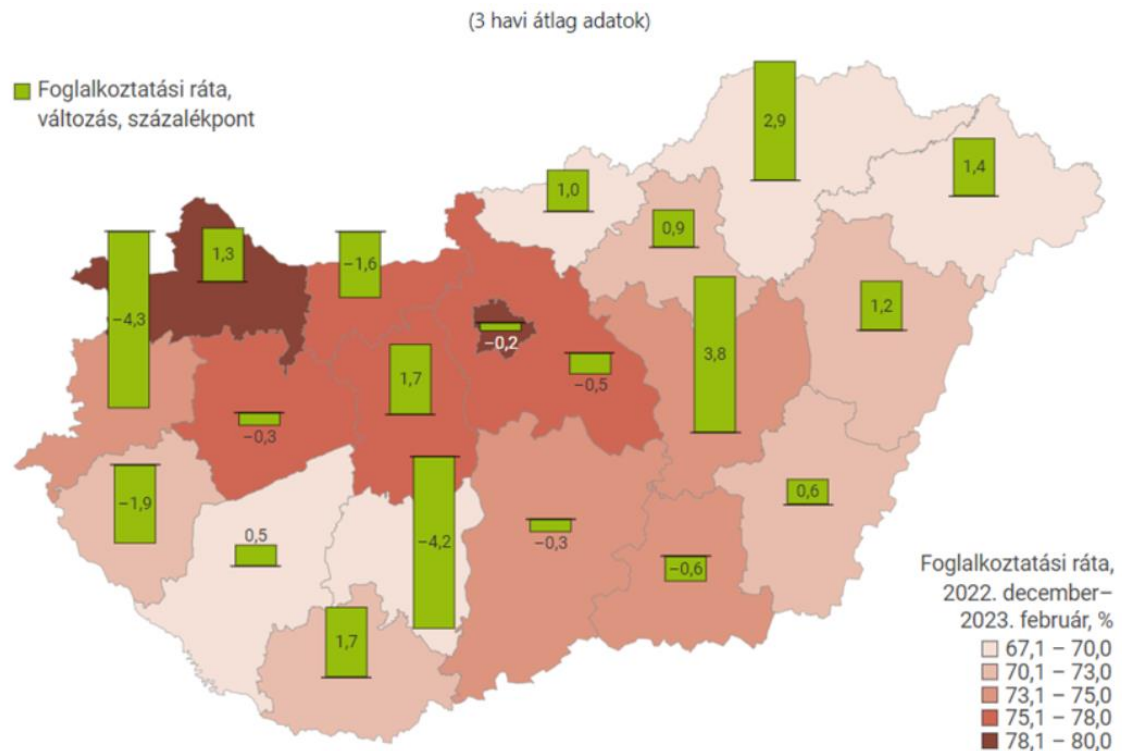 (3 havi átlag adatok)
Foglalkoztatási ráta,
változás, százalékpont
2,9
1,4
1,0
0,9
1,3
−1,6
−4,3
1,2
−0,2
3,8
−0,5
1,7
−0,3
0,6
−1,9
0,5
−4,2
−0,3
−0,6
1,7
Foglalkoztatási ráta,
2022. december–
2023. február, %
67,1 – 70,0
70,1 – 73,0
73,1 – 75,0
75,1 – 78,0
78,1 – 80,0